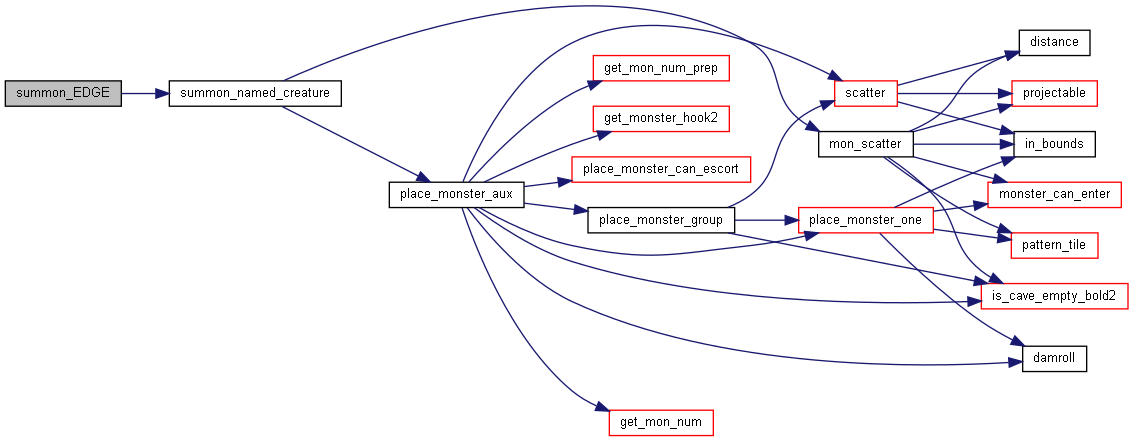 summon_EDGE
summon_named_creature
place_monster_aux
get_mon_num_prep
get_monster_hook2
place_monster_can_escort
place_monster_group
get_mon_num
scatter
mon_scatter
place_monster_one
distance
projectable
in_bounds
monster_can_enter
pattern_tile
is_cave_empty_bold2
damroll